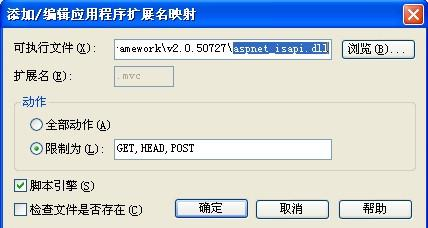 添加/编辑应用程序扩展名映射
可执行文件(X): amework\v2.0.50727\aspnet_isapi.dll 浏览(B)...
扩展名(E): .mvc
动作
全部动作(A)
限制为(L): GET,HEAD,POST
脚本引擎(S)
检查文件是否存在(C) 确定 取消 帮助